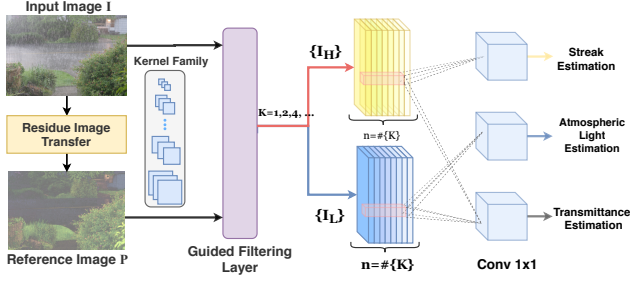 Input Image I
Residue Image
Transfer
Reference Image P
Kernel Family
Guided Filtering
Layer
K=1,2,4, ...
{I_H}
n=#{K}
{I_L}
n=#{K}
Conv 1x1
Streak
Estimation
Atmospheric
Light
Estimation
Transmittance
Estimation